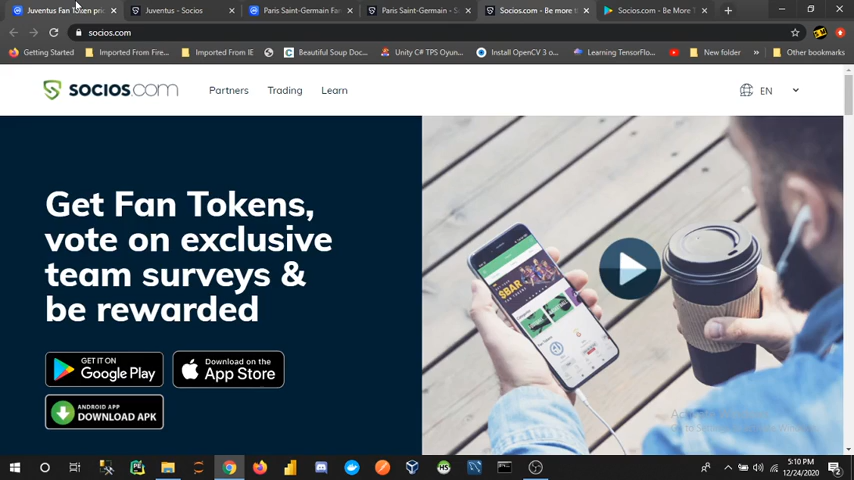 Juventus Fan Token pri
Juventus - Socios
Paris Saint-Germain Fa
Paris Saint-Germain - S
Socios.com - Be more t
Socios.com - Be More T
socios.com
Getting Started
Imported From Firef...
Imported From IE
Beautiful Soup Doc...
Unity C# TPS Oyun...
Install OpenCV 3 o...
Learning TensorFlo...
New folder
Other bookmarks
SOCIOS.COM
Partners
Trading
Learn
EN
Get Fan Tokens,
vote on exclusive
team surveys &
be rewarded
GET IT ON
Google Play
Download on the
App Store
ANDROID APP
DOWNLOAD APK
$BAR
5:10 PM
12/24/2020